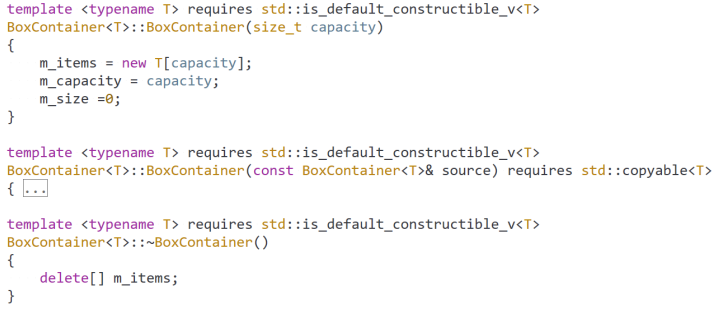 template <typename T> requires std::is_default_constructible_v<T>
BoxContainer<T>::BoxContainer(size_t capacity)
{
    m_items = new T[capacity];
    m_capacity = capacity;
    m_size =0;
}

template <typename T> requires std::is_default_constructible_v<T>
BoxContainer<T>::BoxContainer(const BoxContainer<T>& source) requires std::copyable<T>
{ ...

template <typename T> requires std::is_default_constructible_v<T>
BoxContainer<T>::~BoxContainer()
{
    delete[] m_items;
}